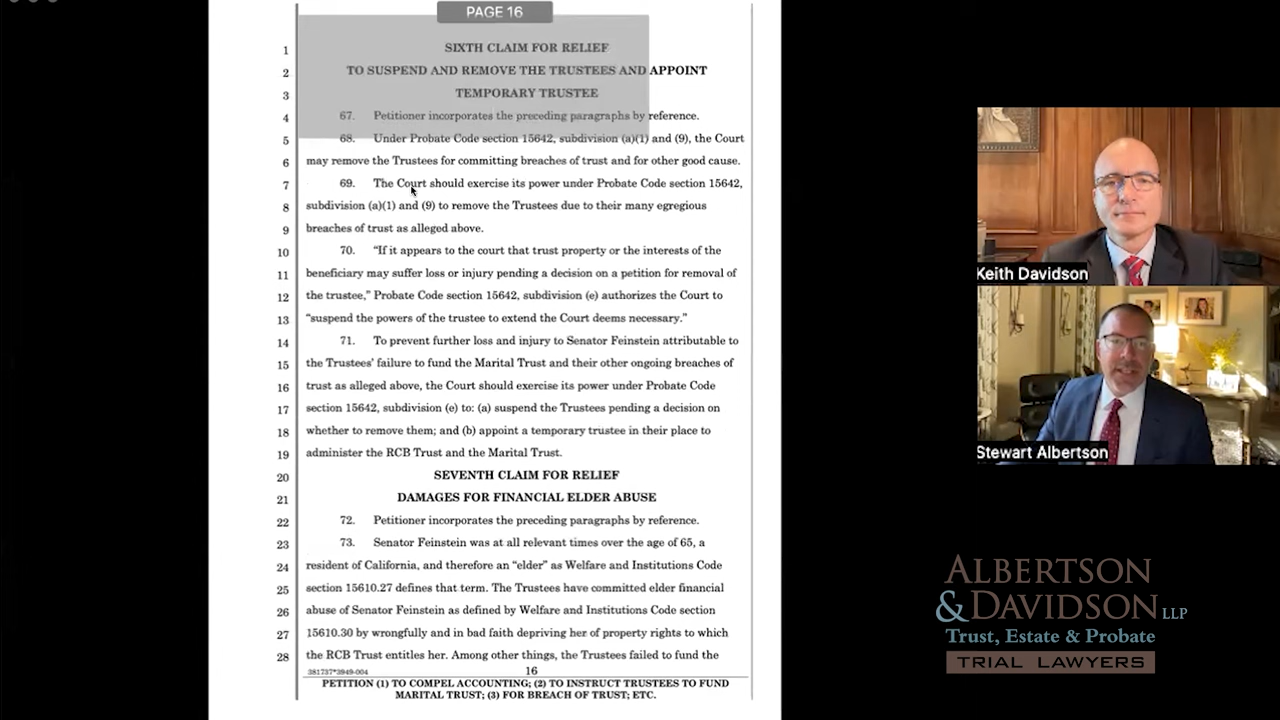 PAGE 16
1 SIXTH CLAIM FOR RELIEF
2 TO SUSPEND AND REMOVE THE TRUSTEES AND APPOINT
3 TEMPORARY TRUSTEE
4 67. Petitioner incorporates the preceding paragraphs by reference.
5 68. Under Probate Code section 15642, subdivision (a)(1) and (9), the Court
6 may remove the Trustees for committing breaches of trust and for other good cause.
7 69. The Court should exercise its power under Probate Code section 15642,
8 subdivision (a)(1) and (9) to remove the Trustees due to their many egregious
9 breaches of trust as alleged above.
10 70. “If it appears to the court that trust property or the interests of the
11 beneficiary may suffer loss or injury pending a decision on a petition for removal of
12 the trustee,” Probate Code section 15642, subdivision (e) authorizes the Court to
13 “suspend the powers of the trustee to extend the Court deems necessary.”
14 71. To prevent further loss and injury to Senator Feinstein attributable to
15 the Trustees’ failure to fund the Marital Trust and their other ongoing breaches of
16 trust as alleged above, the Court should exercise its power under Probate Code
17 section 15642, subdivision (e) to: (a) suspend the Trustees pending a decision on
18 whether to remove them; and (b) appoint a temporary trustee in their place to
19 administer the RCB Trust and the Marital Trust.
20 SEVENTH CLAIM FOR RELIEF
21 DAMAGES FOR FINANCIAL ELDER ABUSE
22 72. Petitioner incorporates the preceding paragraphs by reference.
23 73. Senator Feinstein was at all relevant times over the age of 65, a
24 resident of California, and therefore an “elder” as Welfare and Institutions Code
25 section 15610.27 defines that term. The Trustees have committed elder financial
26 abuse of Senator Feinstein as defined by Welfare and Institutions Code section
27 15610.30 by wrongfully and in bad faith depriving her of property rights to which
28 the RCB Trust entitles her. Among other things, the Trustees failed to fund the
381737*3949-004
16
PETITION (1) TO COMPEL ACCOUNTING; (2) TO INSTRUCT TRUSTEES TO FUND
MARITAL TRUST; (3) FOR BREACH OF TRUST; ETC.
Keith Davidson
Stewart Albertson
ALBERTSON
& DAVIDSON LLP
Trust, Estate & Probate
TRIAL LAWYERS